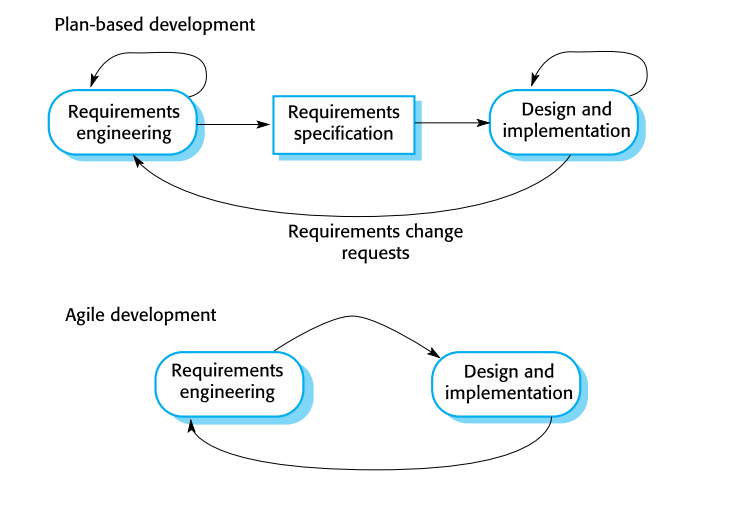 Plan-based development
Requirements
engineering
Requirements
specification
Design and
implementation
Requirements change
requests
Agile development
Requirements
engineering
Design and
implementation